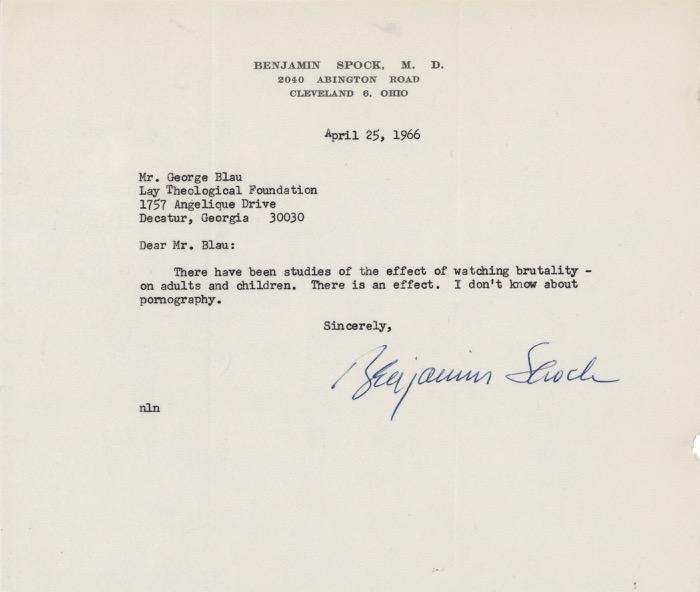 BENJAMIN SPOCK, M. D.
2040 ABINGTON ROAD
CLEVELAND 6, OHIO
April 25, 1966
Mr. George Blau
Lay Theological Foundation
1757 Angelique Drive
Decatur, Georgia 30030
Dear Mr. Blau:
There have been studies of the effect of watching brutality -
on adults and children. There is an effect. I don't know about
pornography.
Sincerely,
Benjamin Spock
nln